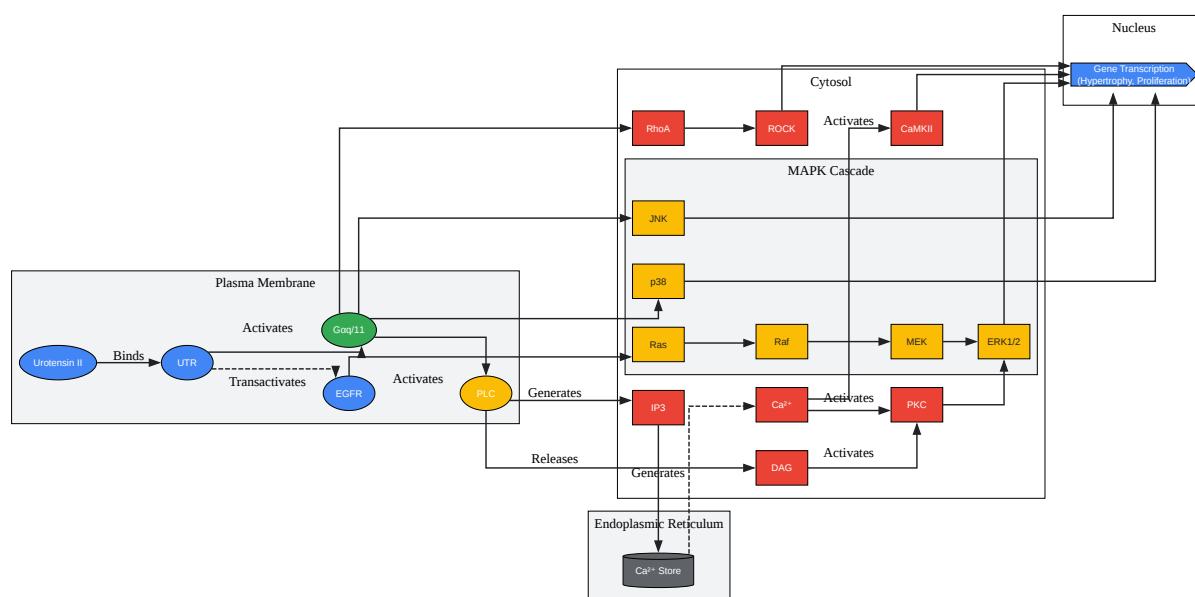 Nucleus
Gene Transcription
(Hypertrophy, Proliferation)
Cytosol
RhoA
ROCK
Activates
CaMKII
MAPK Cascade
JNK
p38
Plasma Membrane
Activates
Gαq/11
Urotensin II
Binds
UTR
Transactivates
EGFR
Activates
PLC
Generates
Ras
Raf
MEK
ERK1/2
IP3
Ca²⁺
Activates
PKC
Releases
Generates
DAG
Activates
Endoplasmic Reticulum
Ca²⁺ Store